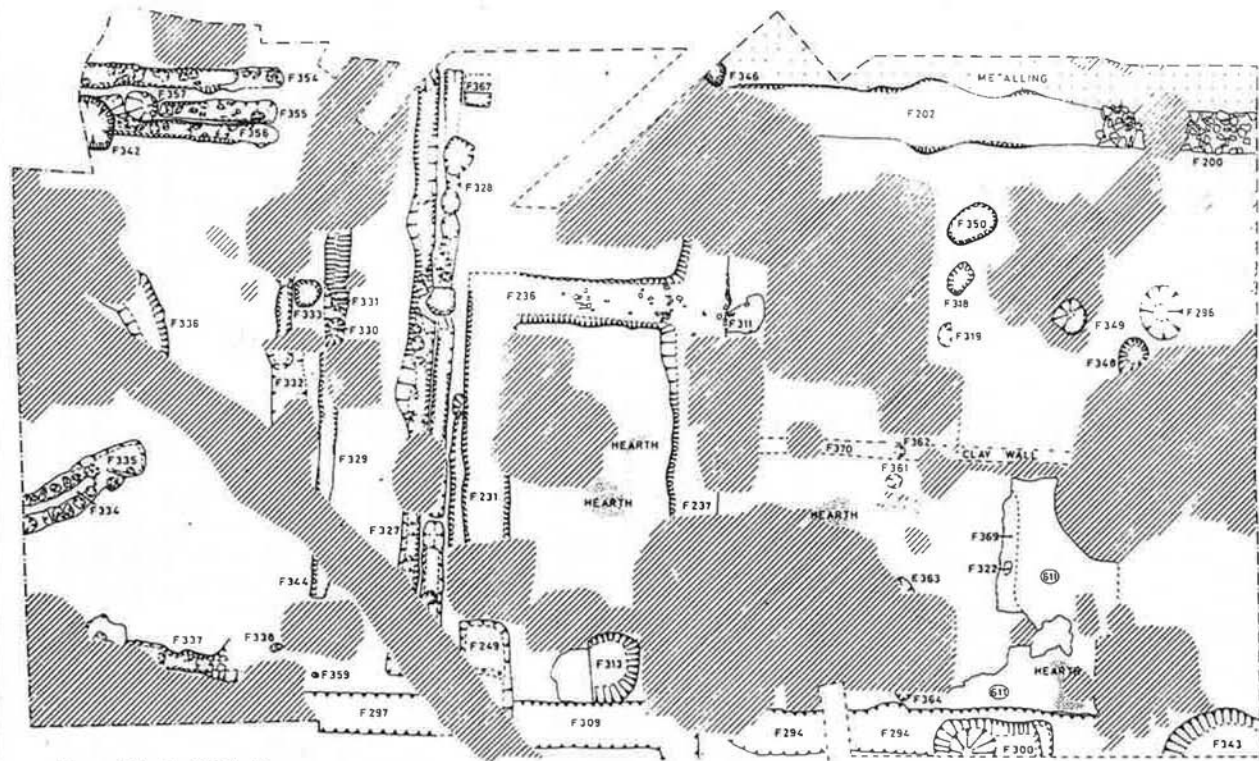 F354
F357
F355
F356
F342
F367
F346
METALLING
F202
F200
F328
F350
F336
F333
F331
F330
F236
F311
F318
F319
F349
F296
F348
F332
F329
HEARTH
F370
F362
CLAY WALL
F361
F335
F334
F231
HEARTH
F237
HEARTH
F327
F369
F322
611
F344
F363
F337
F338
F249
F313
F359
HEARTH
F364
611
F297
F309
F294
F294
F300
F343